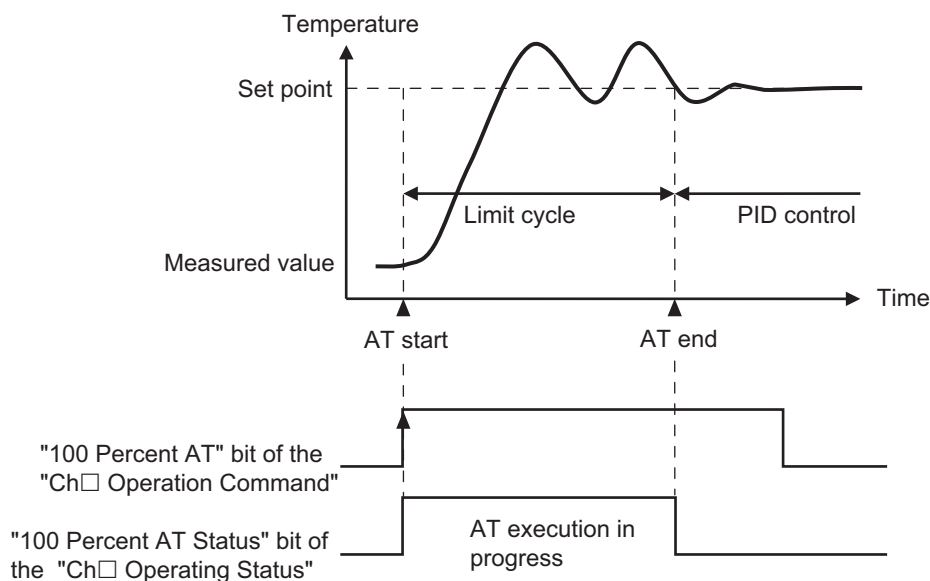 Temperature
Set point
Limit cycle
PID control
Measured value
Time
AT start
AT end
"100 Percent AT" bit of the
"Ch□ Operation Command"
"100 Percent AT Status" bit of
the "Ch□ Operating Status"
AT execution in
progress